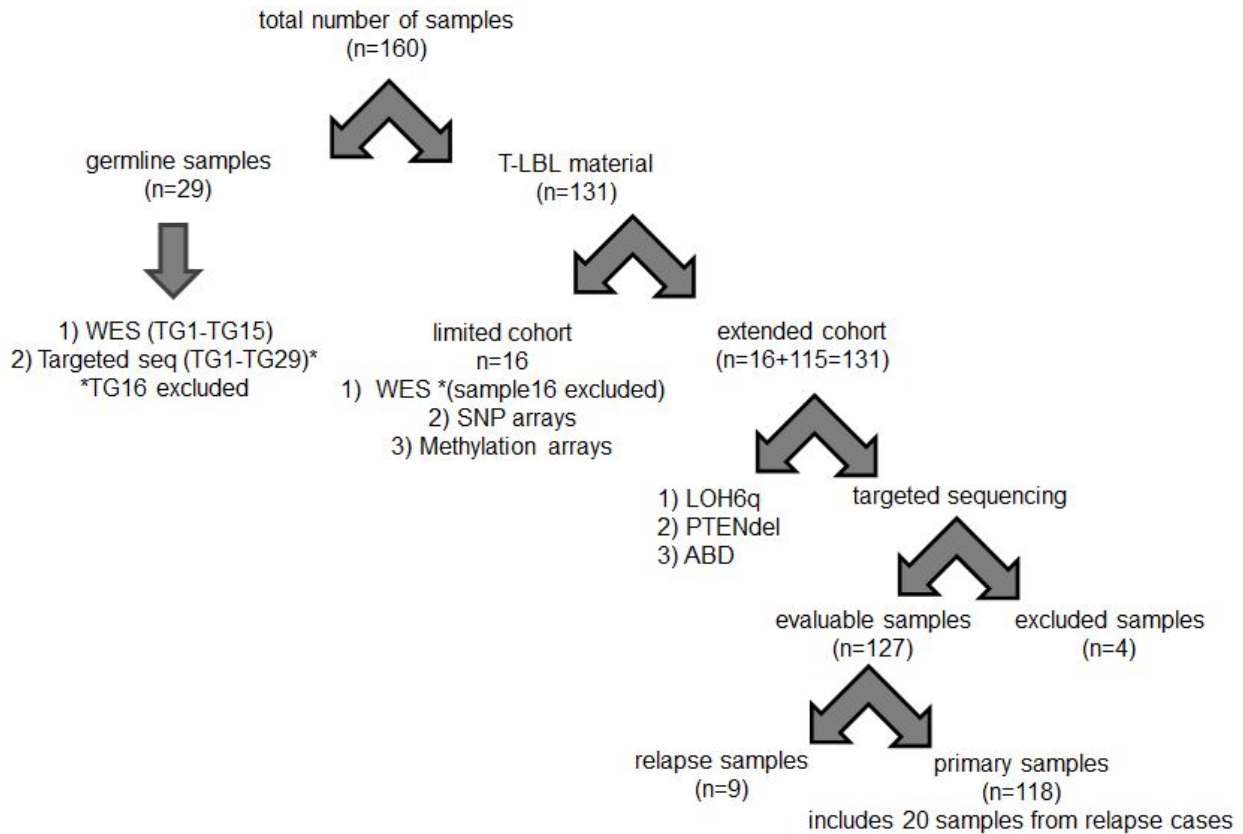 total number of samples
(n=160)
germline samples
(n=29)
T-LBL material
(n=131)
1) WES (TG1-TG15)
2) Targeted seq (TG1-TG29)*
*TG16 excluded
limited cohort
n=16
1) WES *(sample16 excluded)
2) SNP arrays
3) Methylation arrays
extended cohort
(n=16+115=131)
1) LOH6q
2) PTENdel
3) ABD
targeted sequencing
evaluable samples
(n=127)
excluded samples
(n=4)
relapse samples
(n=9)
primary samples
(n=118)
includes 20 samples from relapse cases